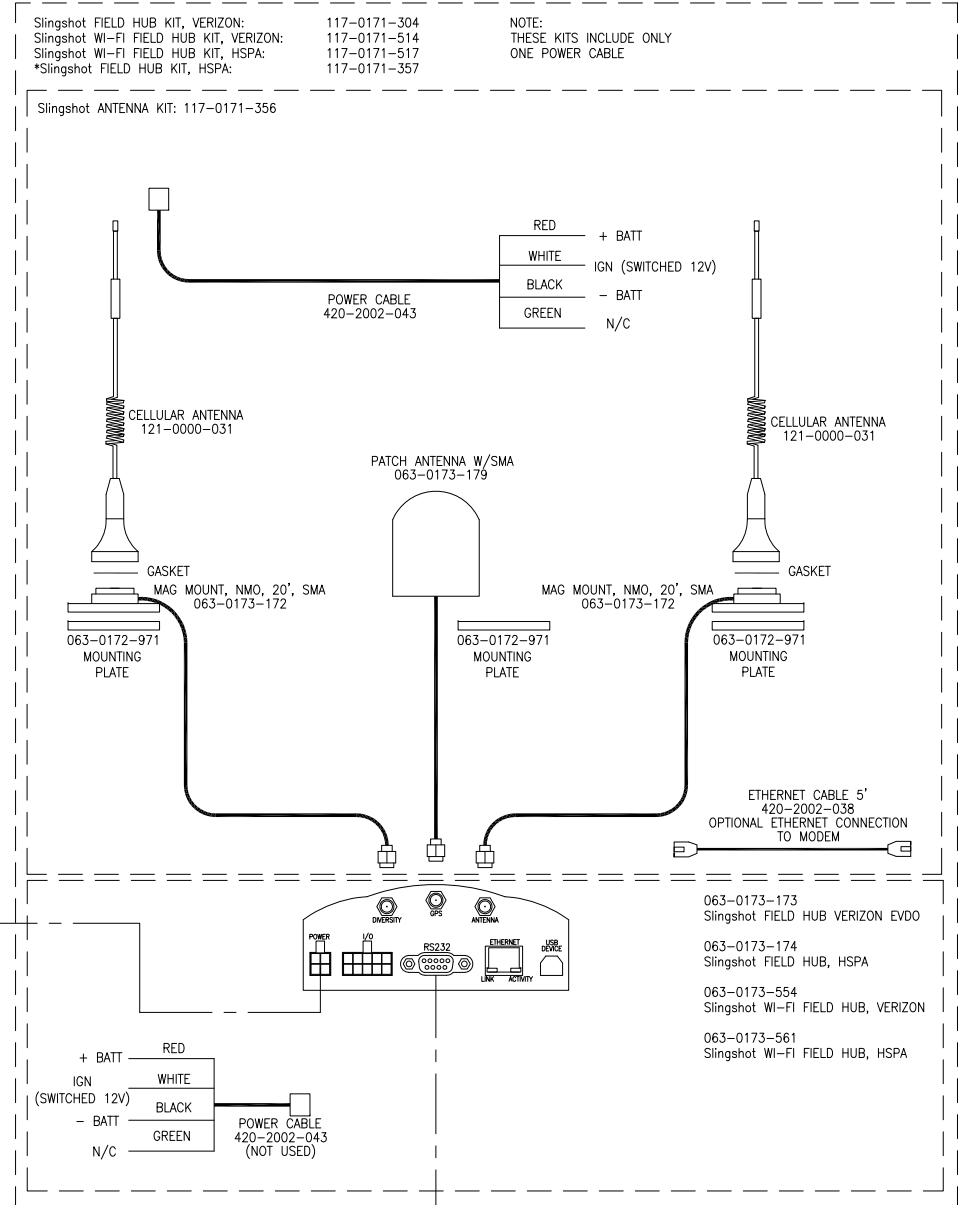 Slingshot FIELD HUB KIT, VERIZON: 117-0171-304
Slingshot WI-FI FIELD HUB KIT, VERIZON: 117-0171-514
Slingshot WI-FI FIELD HUB KIT, HSPA: 117-0171-517
*Slingshot FIELD HUB KIT, HSPA: 117-0171-357
NOTE:
THESE KITS INCLUDE ONLY
ONE POWER CABLE
Slingshot ANTENNA KIT: 117-0171-356
RED + BATT
WHITE IGN (SWITCHED 12V)
BLACK - BATT
GREEN N/C
POWER CABLE
420-2002-043
CELLULAR ANTENNA
121-0000-031
CELLULAR ANTENNA
121-0000-031
PATCH ANTENNA W/SMA
063-0173-179
GASKET
MAG MOUNT, NMO, 20', SMA
063-0173-172
063-0172-971
MOUNTING
PLATE
063-0172-971
MOUNTING
PLATE
GASKET
MAG MOUNT, NMO, 20', SMA
063-0173-172
063-0172-971
MOUNTING
PLATE
ETHERNET CABLE 5'
420-2002-038
OPTIONAL ETHERNET CONNECTION
TO MODEM
DIVERSITY
GPS
ANTENNA
POWER
I/O
RS232
ETHERNET
USB
DEVICE
LINK
ACTIVITY
063-0173-173
Slingshot FIELD HUB VERIZON EVDO
063-0173-174
Slingshot FIELD HUB, HSPA
063-0173-554
Slingshot WI-FI FIELD HUB, VERIZON
063-0173-561
Slingshot WI-FI FIELD HUB, HSPA
+ BATT RED
IGN
(SWITCHED 12V) WHITE
- BATT BLACK
N/C GREEN
POWER CABLE
420-2002-043
(NOT USED)